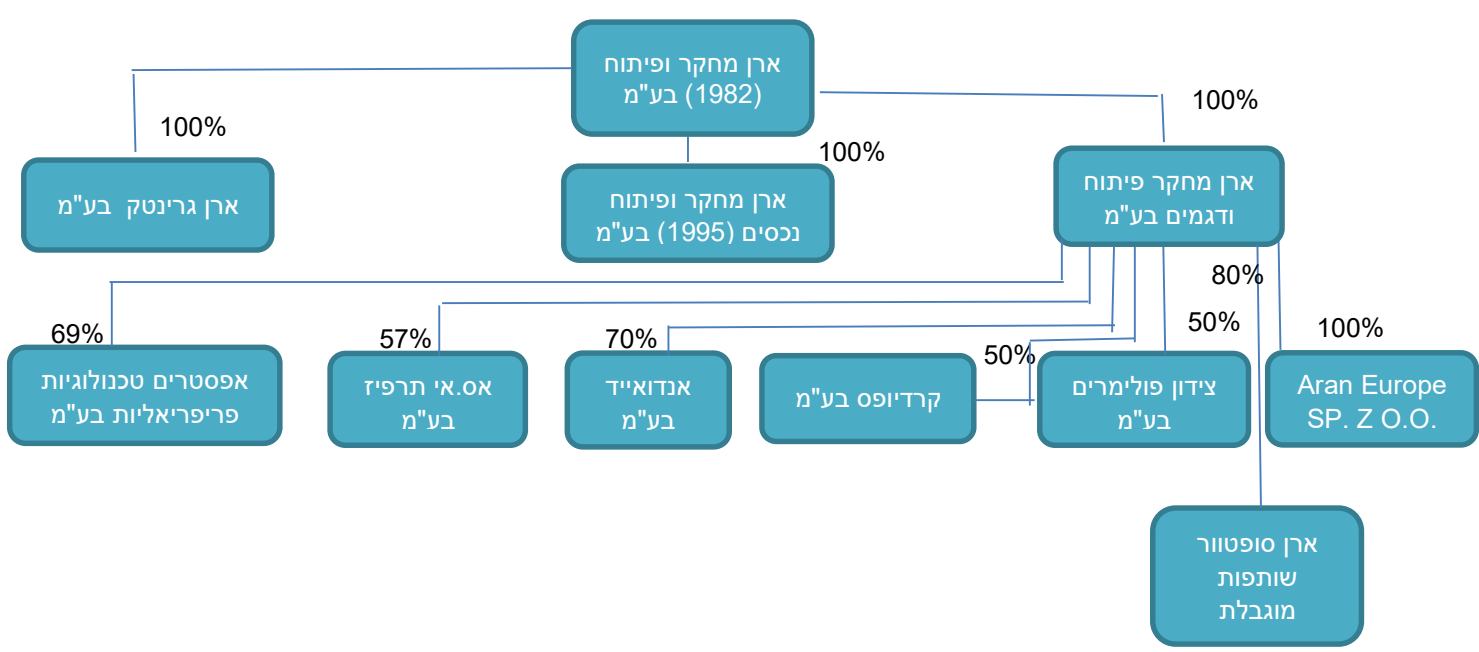 ארן מחקר ופיתוח
(1982) בע"מ
100%
100%
100%
ארן מחקר פיתוח
ודגמים בע"מ
ארן מחקר ופיתוח
נכסים (1995) בע"מ
ארן גרינטק בע"מ
80%
50%
100%
50%
70%
57%
69%
Aran Europe
SP. Z O.O.
צידון פולימרים
בע"מ
קרדיופס בע"מ
אנדואייד
בע"מ
אס.אי תרפיז
בע"מ
אפסטרים טכנולוגיות
פריפריאליות בע"מ
ארן סופטוור
שותפות
מוגבלת